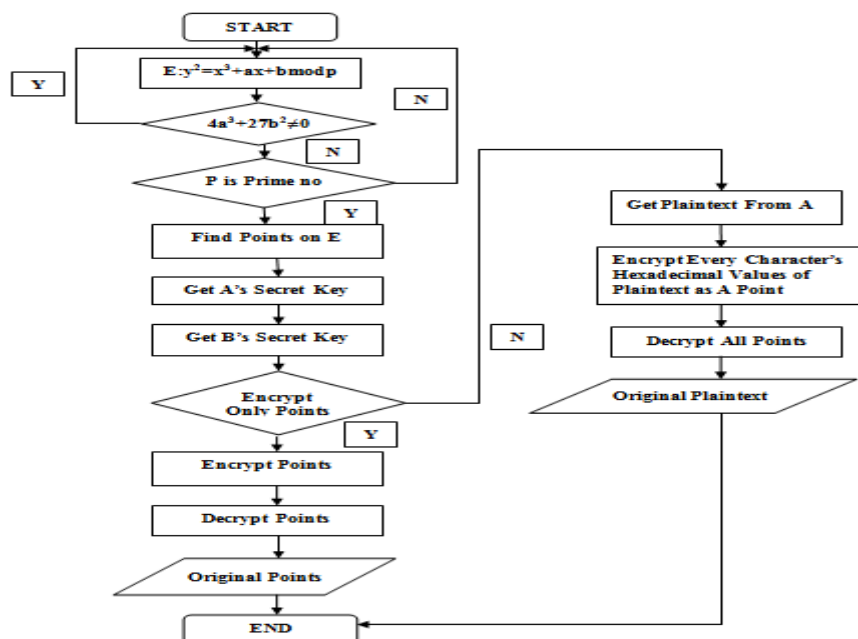 START
E:y²=x³+ax+bmodp
Y
N
4a³+27b²≠0
N
P is Prime no
Y
Find Points on E
Get A's Secret Key
Get B's Secret Key
N
Encrypt
Only Points
Y
Encrypt Points
Decrypt Points
Original Points
END
Get Plaintext From A
Encrypt Every Character's
Hexadecimal Values of
Plaintext as A Point
Decrypt All Points
Original Plaintext